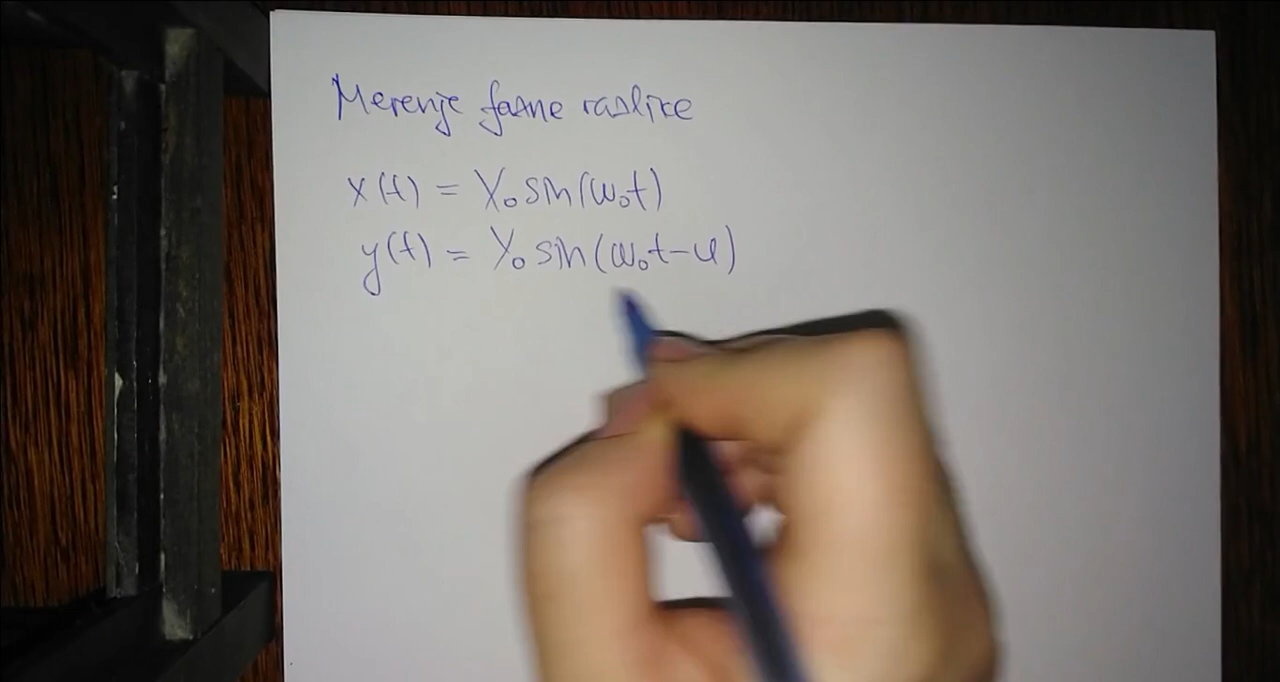 Merenje fazne razlike
x(t) = X₀ sin(ω₀t)
y(t) = Y₀ sin(ω₀t-φ)